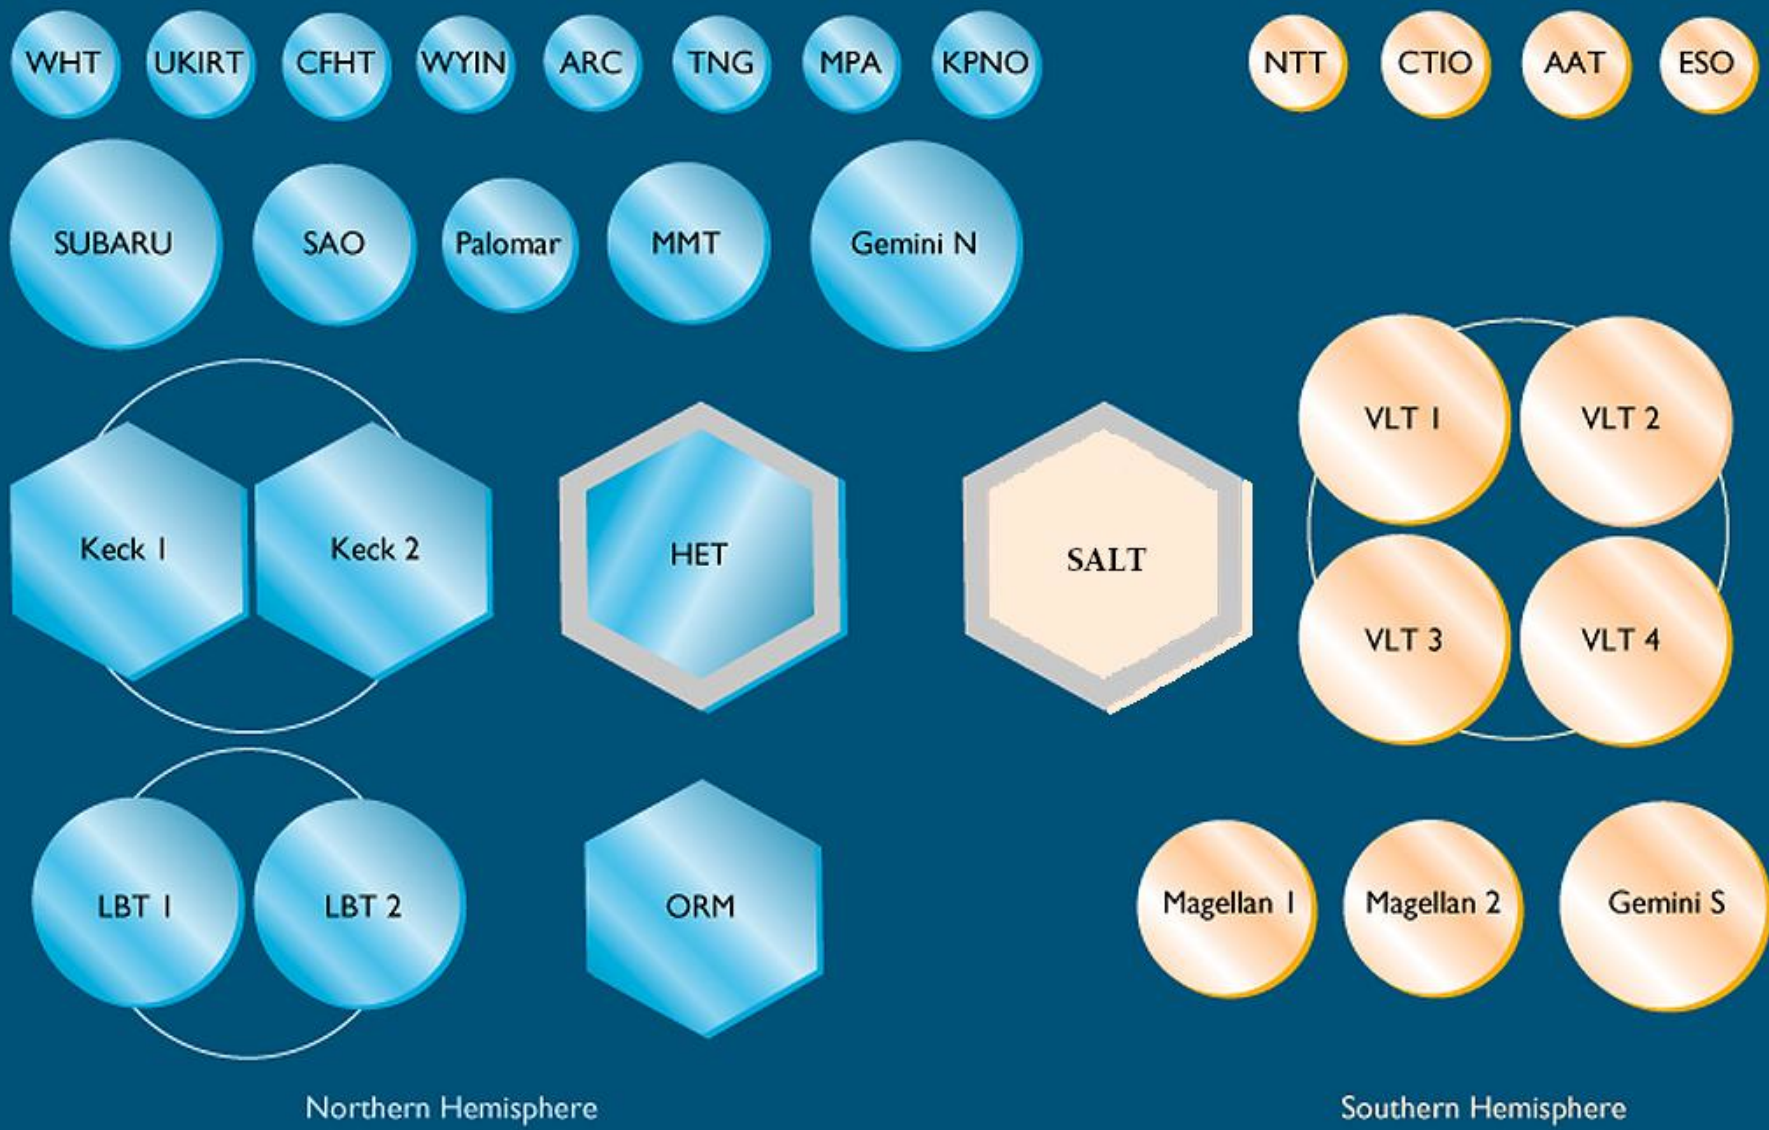 WHT UKIRT CFHT WYIN ARC TNG MPA KPNO NTT CTIO AAT ESO
SUBARU SAO Palomar MMT Gemini N
VLT 1 VLT 2
Keck 1 Keck 2 HET SALT
VLT 3 VLT 4
LBT 1 LBT 2 ORM Magellan 1 Magellan 2 Gemini S
Northern Hemisphere Southern Hemisphere